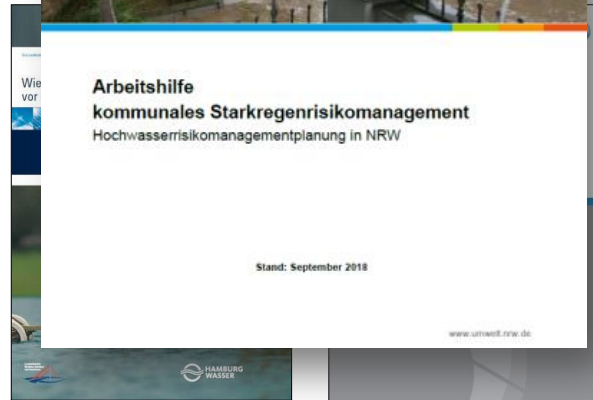 Wie
vor
Arbeitshilfe
kommunales Starkregenrisikomanagement
Hochwasserrisikomanagementplanung in NRW
Stand: September 2018
www.umwelt.nrw.de
HAMBURG
WASSER